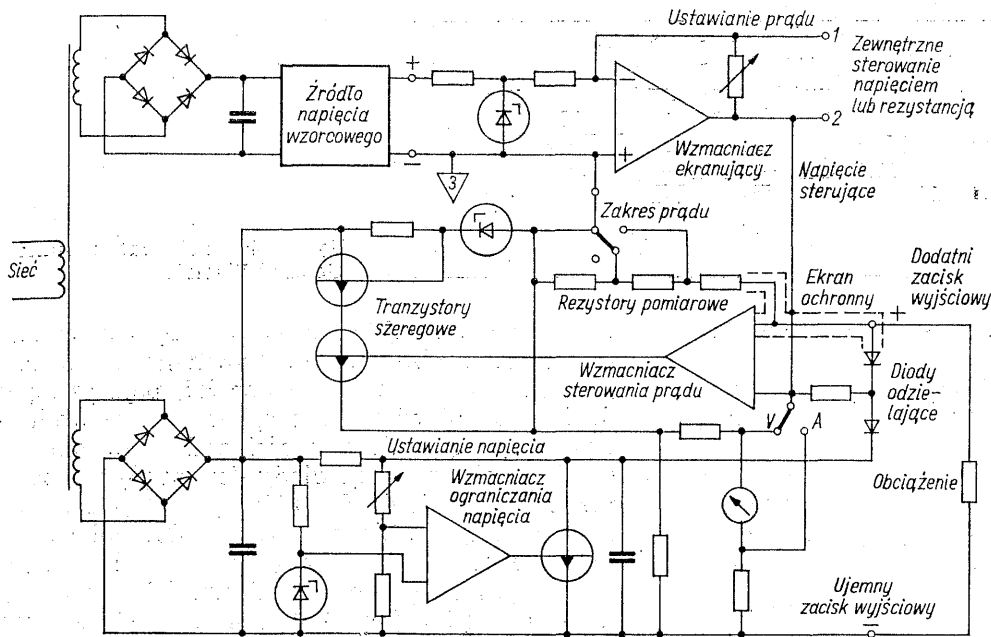 Ustawianie prądu
1
Zewnętrzne
sterowanie
napięciem
lub rezystancją
2
Źródło
napięcia
wzorcowego
+
−
3
−
+
Wzmacniacz
ekranujący
Napięcie
sterujące
Zakres prądu
Sieć
Tranzystory
szeregowe
Rezystory pomiarowe
Ekran
ochronny
Dodatni
zacisk
wyjściowy
+
Wzmacniacz
sterowania prądu
Diody
odzie-
lające
V
A
Ustawianie napięcia
Wzmacniacz
ograniczania
napięcia
Obciążenie
Ujemny
zacisk wyjściowy
−